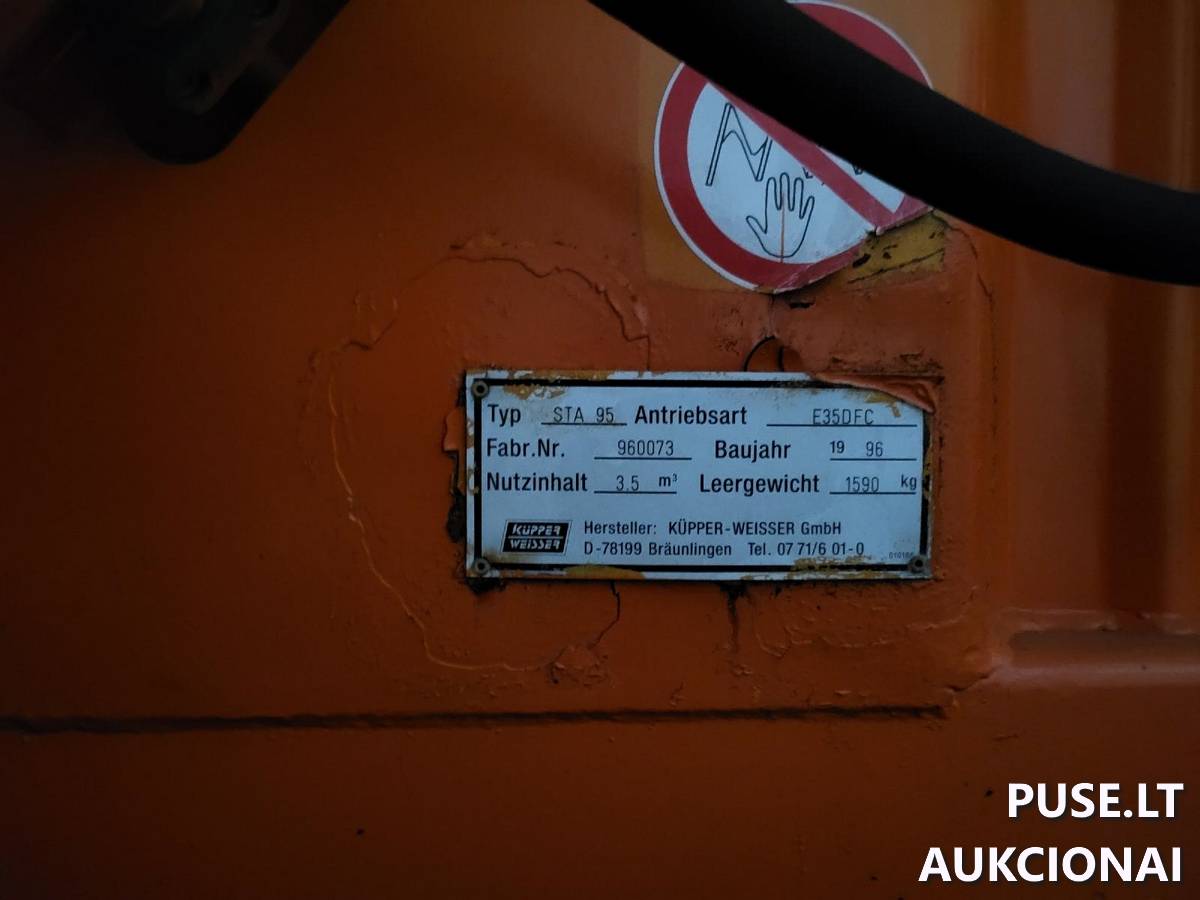 Typ STA 95 Antriebsart E35DFC
Fabr.Nr. 960073 Baujahr 19 96
Nutzinhalt 3.5 m³ Leergewicht 1590 kg
KÜPPER
WEISSER
Hersteller: KÜPPER-WEISSER GmbH
D-78199 Bräunlingen Tel. 07 71/6 01-0
PUSE.LT
AUKCIONAI